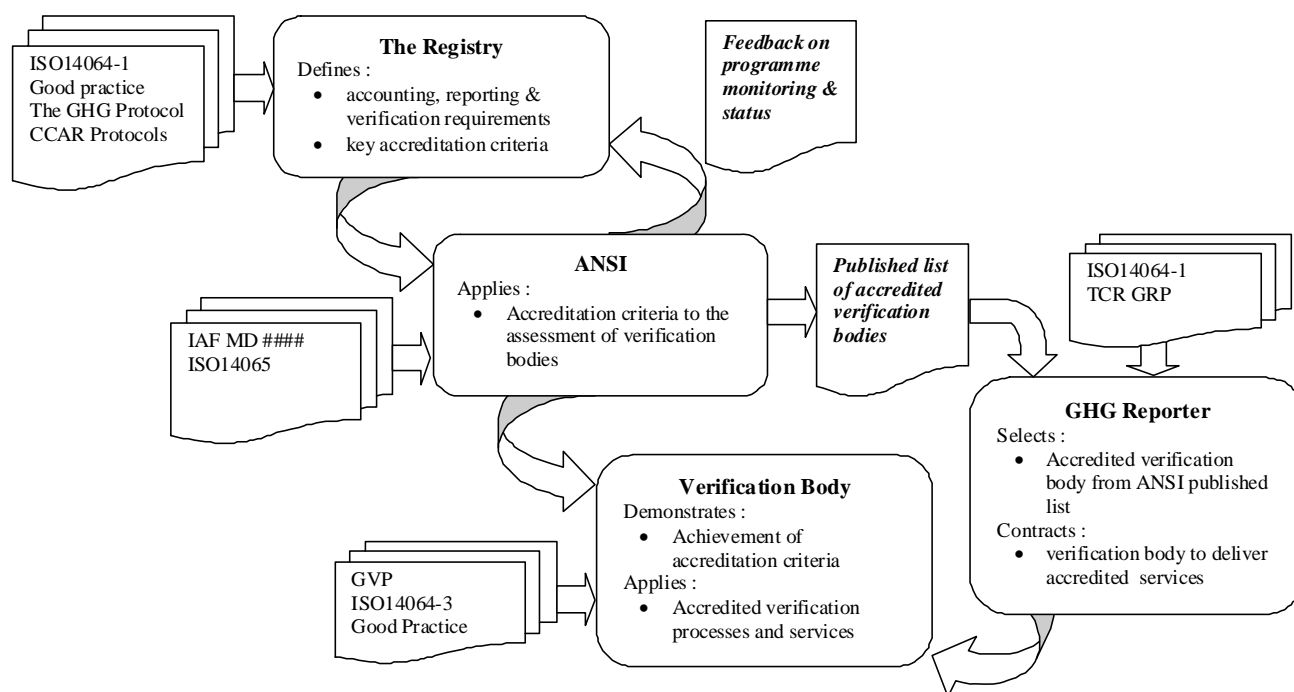 ISO14064-1
Good practice
The GHG Protocol
CCAR Protocols
The Registry
Defines :
• accounting, reporting &
verification requirements
• key accreditation criteria
Feedback on
programme
monitoring &
status
ANSI
Applies :
• Accreditation criteria to the
assessment of verification
bodies
IAF MD ####
ISO14065
Published list
of accredited
verification
bodies
ISO14064-1
TCR GRP
GHG Reporter
Selects :
• Accredited verification
body from ANSI published
list
Contracts :
• verification body to deliver
accredited services
Verification Body
Demonstrates :
• Achievement of
accreditation criteria
Applies :
• Accredited verification
processes and services
GVP
ISO14064-3
Good Practice